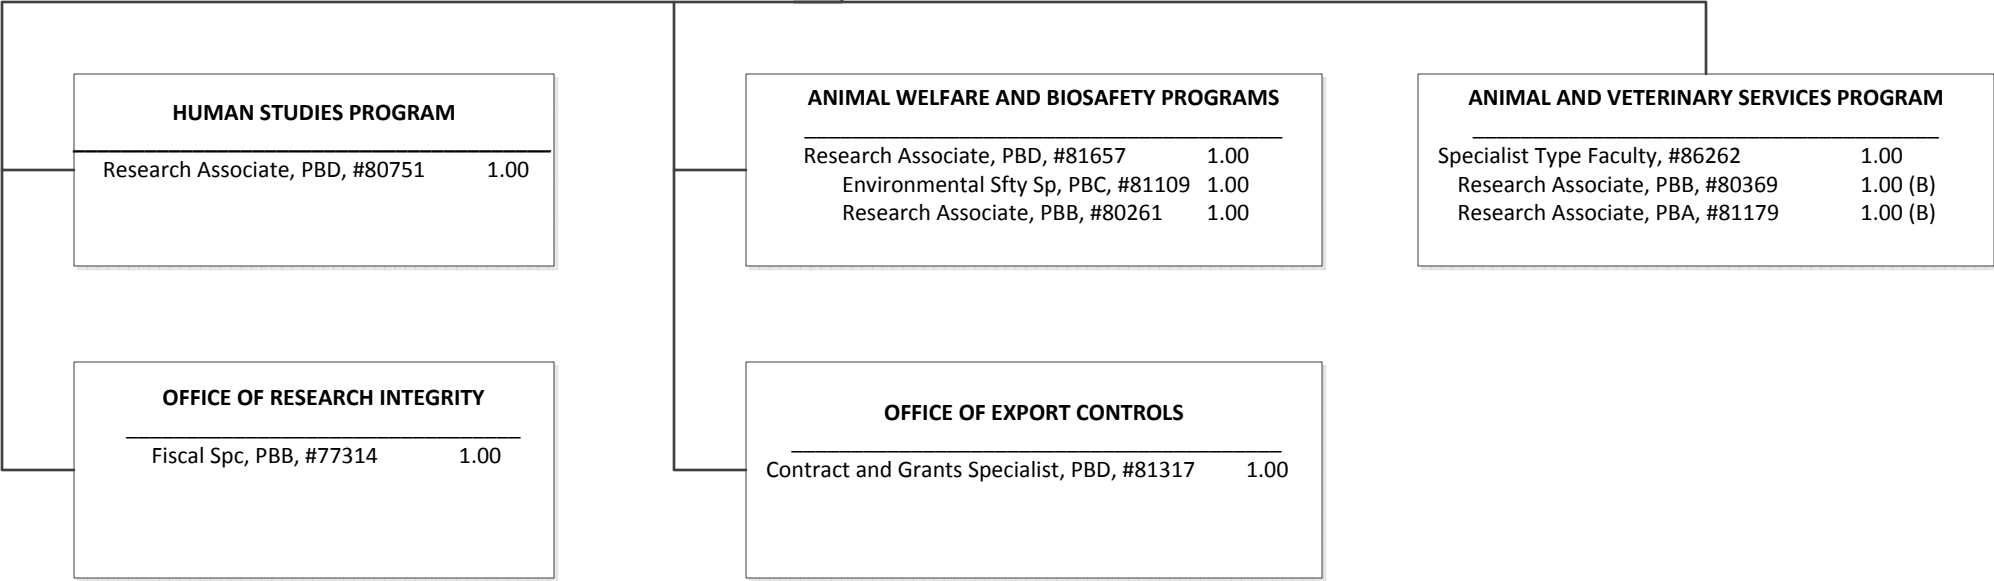 HUMAN STUDIES PROGRAM
Research Associate, PBD, #80751 1.00
ANIMAL WELFARE AND BIOSAFETY PROGRAMS
Research Associate, PBD, #81657 1.00
Environmental Sfty Sp, PBC, #81109 1.00
Research Associate, PBB, #80261 1.00
ANIMAL AND VETERINARY SERVICES PROGRAM
Specialist Type Faculty, #86262 1.00
Research Associate, PBB, #80369 1.00 (B)
Research Associate, PBA, #81179 1.00 (B)
OFFICE OF RESEARCH INTEGRITY
Fiscal Spc, PBB, #77314 1.00
OFFICE OF EXPORT CONTROLS
Contract and Grants Specialist, PBD, #81317 1.00